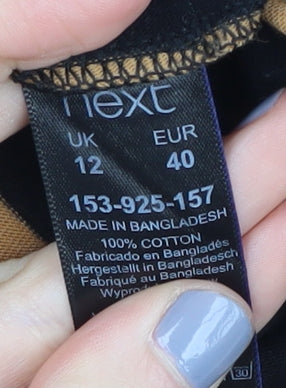 next
UK EUR
12 40
153-925-157
MADE IN BANGLADESH
100% COTTON
Fabricado en Bangladés
Hergestellt in Bangladesch
Fabriqué au Bangladesh
30